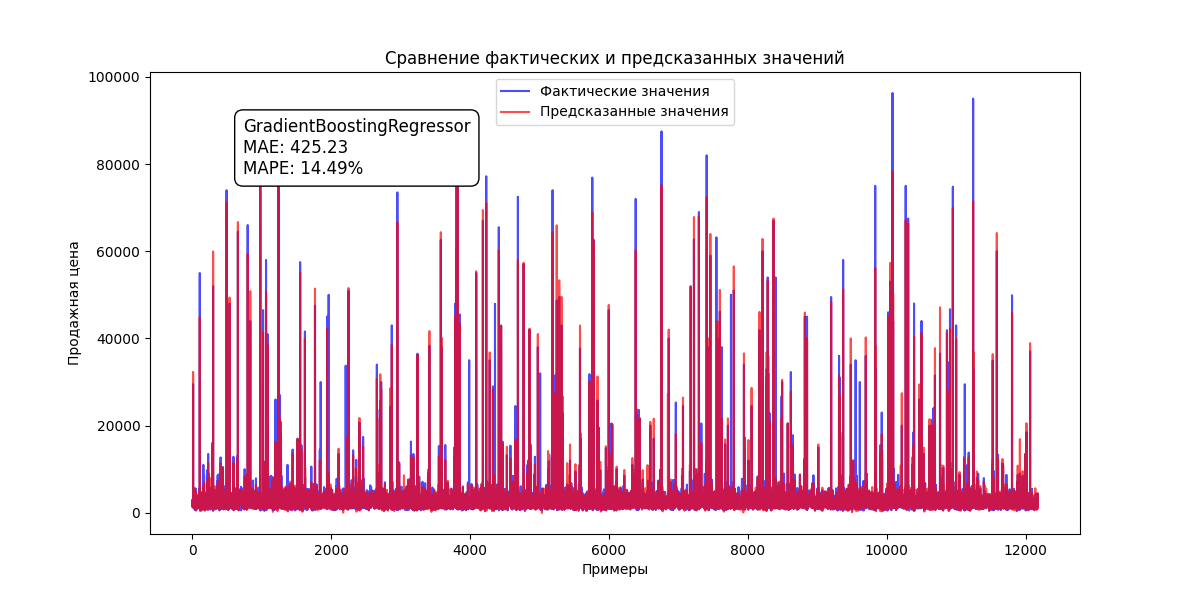 Сравнение фактических и предсказанных значений
Фактические значения
Предсказанные значения
GradientBoostingRegressor
MAE: 425.23
MAPE: 14.49%
Продажная цена
100000
80000
60000
40000
20000
0
0 2000 4000 6000 8000 10000 12000
Примеры